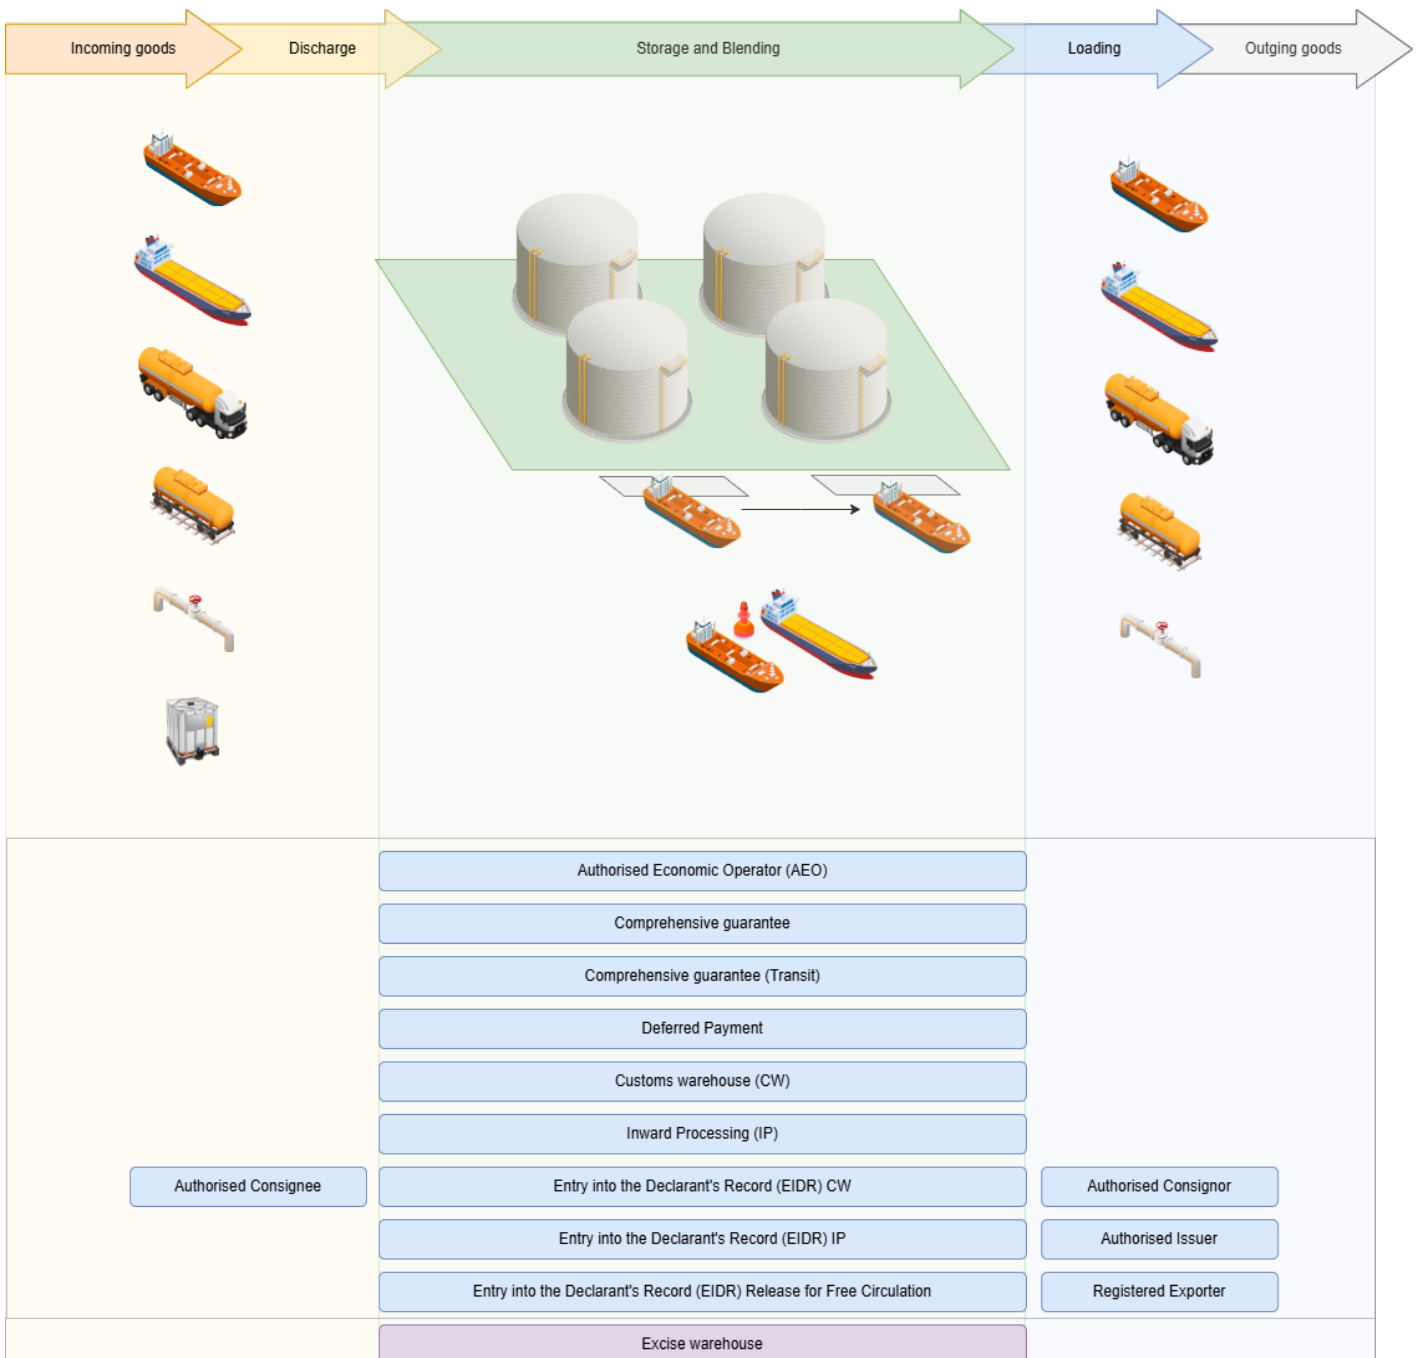 Incoming goods
Discharge
Storage and Blending
Loading
Outging goods
Authorised Economic Operator (AEO)
Comprehensive guarantee
Comprehensive guarantee (Transit)
Deferred Payment
Customs warehouse (CW)
Inward Processing (IP)
Authorised Consignee
Entry into the Declarant's Record (EIDR) CW
Authorised Consignor
Entry into the Declarant's Record (EIDR) IP
Authorised Issuer
Entry into the Declarant's Record (EIDR) Release for Free Circulation
Registered Exporter
Excise warehouse